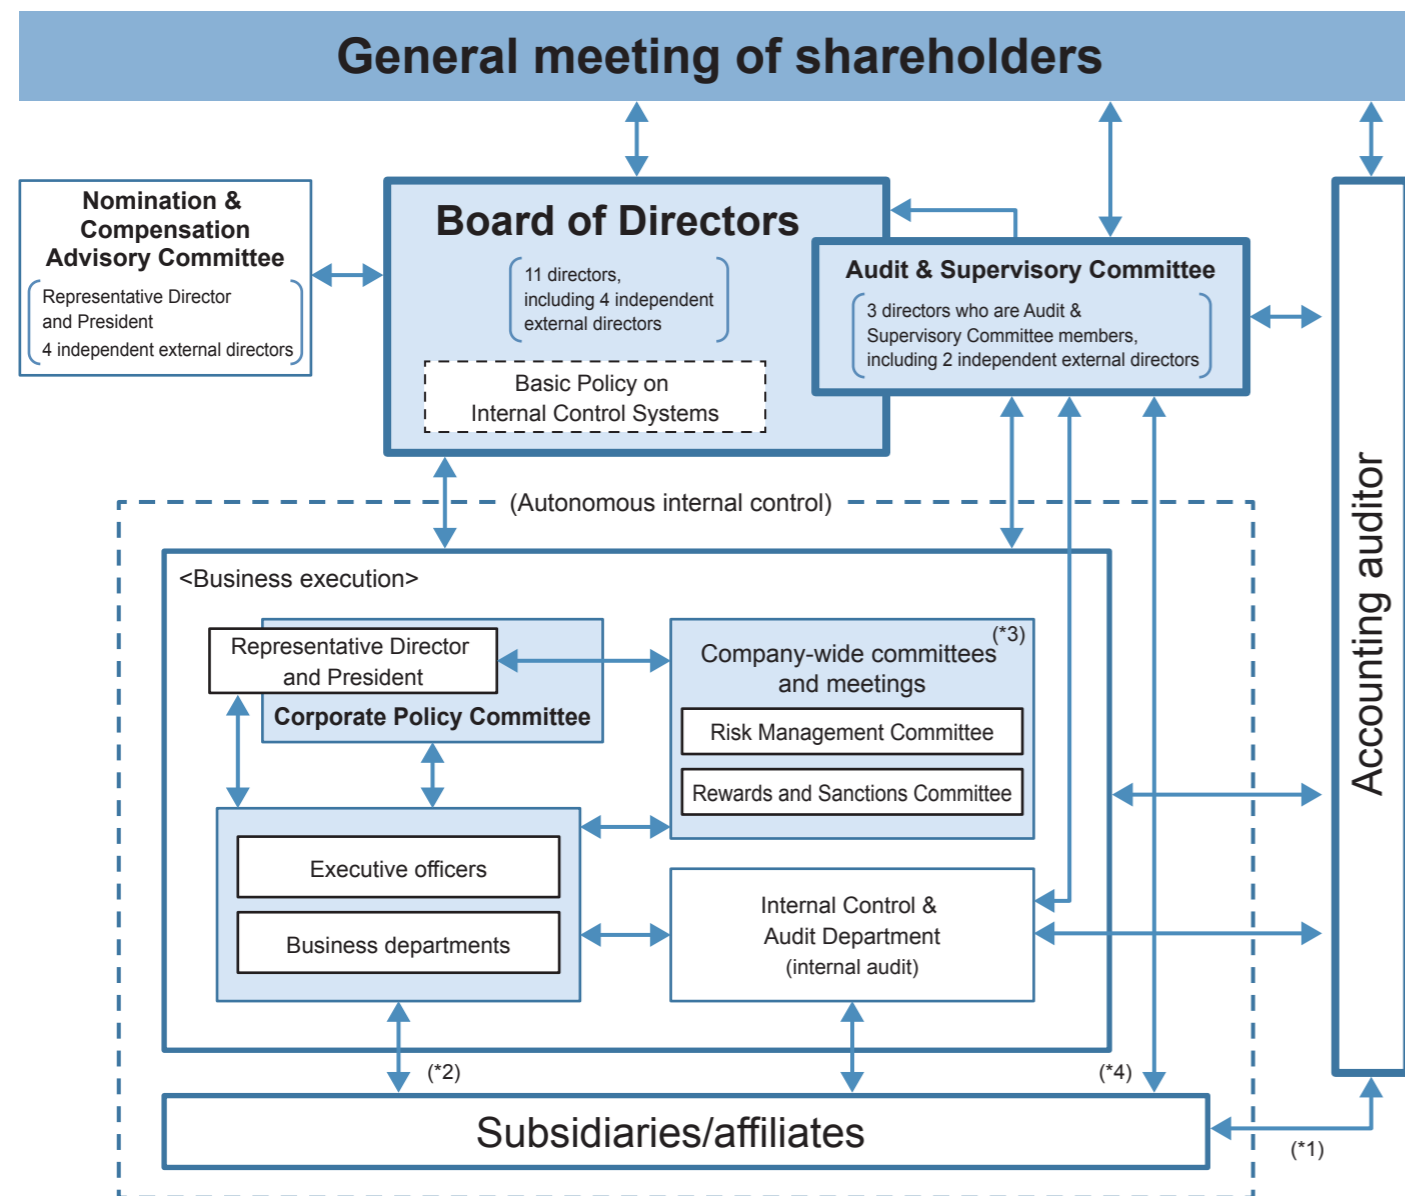 General meeting of shareholders
Nomination &
Compensation
Advisory Committee
Representative Director
and President
4 independent external directors
Board of Directors
11 directors,
including 4 independent
external directors
Basic Policy on
Internal Control Systems
Audit & Supervisory Committee
3 directors who are Audit &
Supervisory Committee members,
including 2 independent external directors
Accounting auditor
(Autonomous internal control)
<Business execution>
Representative Director
and President
Corporate Policy Committee
(*3)
Company-wide committees
and meetings
Risk Management Committee
Rewards and Sanctions Committee
Executive officers
Business departments
Internal Control &
Audit Department
(internal audit)
(*2)
(*4)
Subsidiaries/affiliates
(*1)